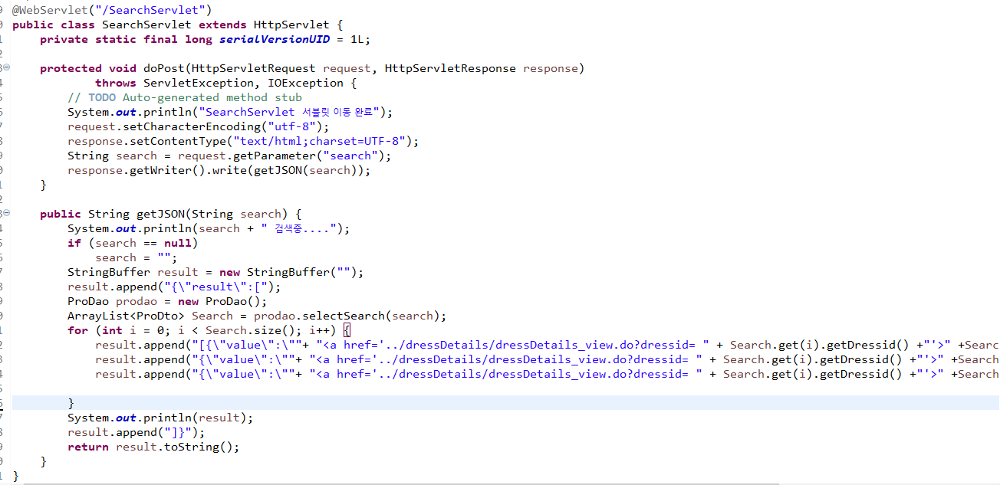 @WebServlet("/SearchServlet")
public class SearchServlet extends HttpServlet {
    private static final long serialVersionUID = 1L;

    protected void doPost(HttpServletRequest request, HttpServletResponse response)
            throws ServletException, IOException {
        // TODO Auto-generated method stub
        System.out.println("SearchServlet 서블릿 이동 완료");
        request.setCharacterEncoding("utf-8");
        response.setContentType("text/html;charset=UTF-8");
        String search = request.getParameter("search");
        response.getWriter().write(getJSON(search));
    }

    public String getJSON(String search) {
        System.out.println(search + " 검색중....");
        if (search == null)
            search = "";
        StringBuffer result = new StringBuffer("");
        result.append("{\"result\":[");
        ProDao prodao = new ProDao();
        ArrayList<ProDto> Search = prodao.selectSearch(search);
        for (int i = 0; i < Search.size(); i++) {
            result.append("[{\"value\":\""+ "<a href='../dressDetails/dressDetails_view.do?dressid= " + Search.get(i).getDressid() +"'>" +Searc
            result.append("{\"value\":\""+ "<a href='../dressDetails/dressDetails_view.do?dressid= " + Search.get(i).getDressid() +"'>" +Search
            result.append("{\"value\":\""+ "<a href='../dressDetails/dressDetails_view.do?dressid= " + Search.get(i).getDressid() +"'>" +Search

        }
        System.out.println(result);
        result.append("]}");
        return result.toString();
    }
}